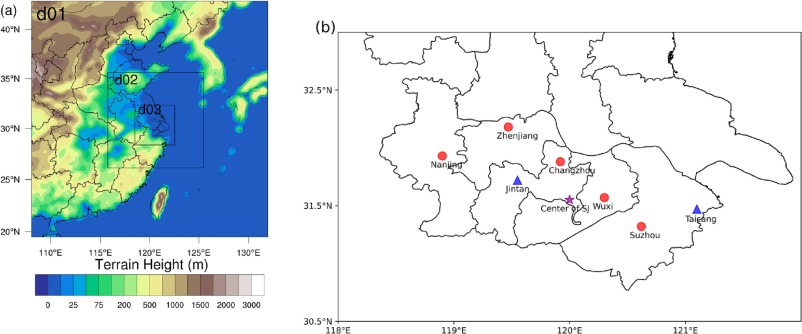 (a)
d01
d02
d03
40°N
35°N
30°N
25°N
20°N
110°E 115°E 120°E 125°E 130°E
Terrain Height (m)
0 25 75 200 500 1000 1500 2000 3000
(b)
32.5°N
31.5°N
30.5°N
Zhenjiang
Nanjing
Changzhou
Jintan
Center of SJ
Wuxi
Taicang
Suzhou
118°E 119°E 120°E 121°E